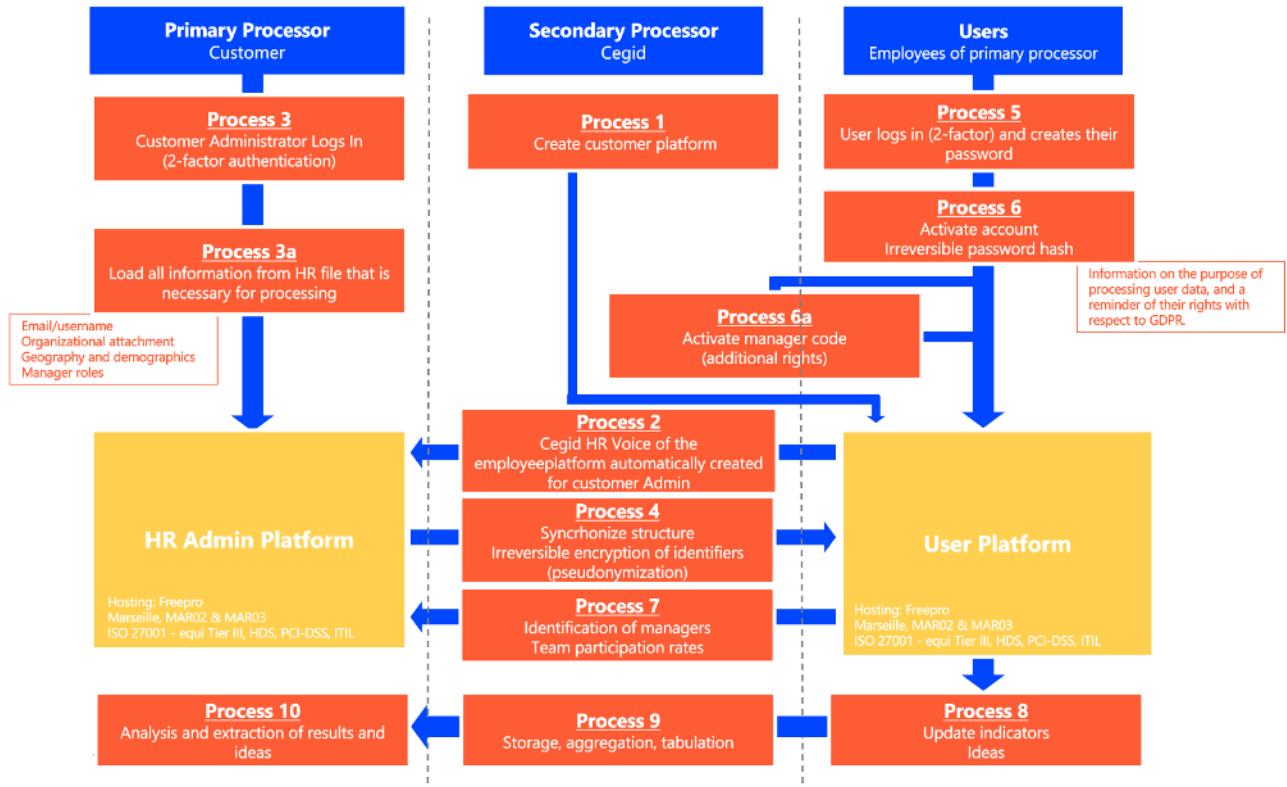 Primary Processor
Customer
Secondary Processor
Cegid
Users
Employees of primary processor
Process 3
Customer Administrator Logs In
(2-factor authentication)
Process 1
Create customer platform
Process 5
User logs in (2-factor) and creates their
password
Process 6
Activate account
Irreversible password hash
Process 3a
Load all information from HR file that is
necessary for processing
Information on the purpose of
processing user data, and a
reminder of their rights with
respect to GDPR.
Email/username
Organizational attachment
Geography and demographics
Manager roles
Process 6a
Activate manager code
(additional rights)
Process 2
Cegid HR Voice of the
employeeplatform automatically created
for customer Admin
Process 4
Syncrhonize structure
Irreversible encryption of identifiers
(pseudonymization)
HR Admin Platform
Hosting: Freepro
Marseille, MAR02 & MAR03
ISO 27001 - equi Tier III, HDS, PCI-DSS, ITIL
User Platform
Hosting: Freepro
Marseille, MAR02 & MAR03
ISO 27001 - equi Tier III, HDS, PCI-DSS, ITIL
Process 7
Identification of managers
Team participation rates
Process 10
Analysis and extraction of results and
ideas
Process 9
Storage, aggregation, tabulation
Process 8
Update indicators
Ideas